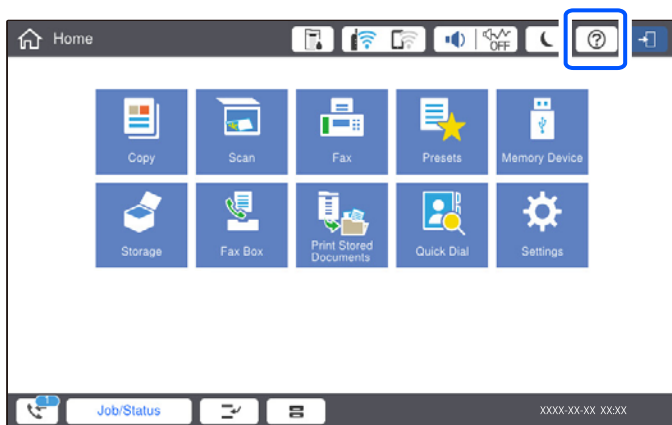 Home
OFF
?
Copy
Scan
Fax
Presets
Memory Device
Storage
Fax Box
Print Stored
Documents
Quick Dial
Settings
1
Job/Status
XXXX-XX-XX XX:XX